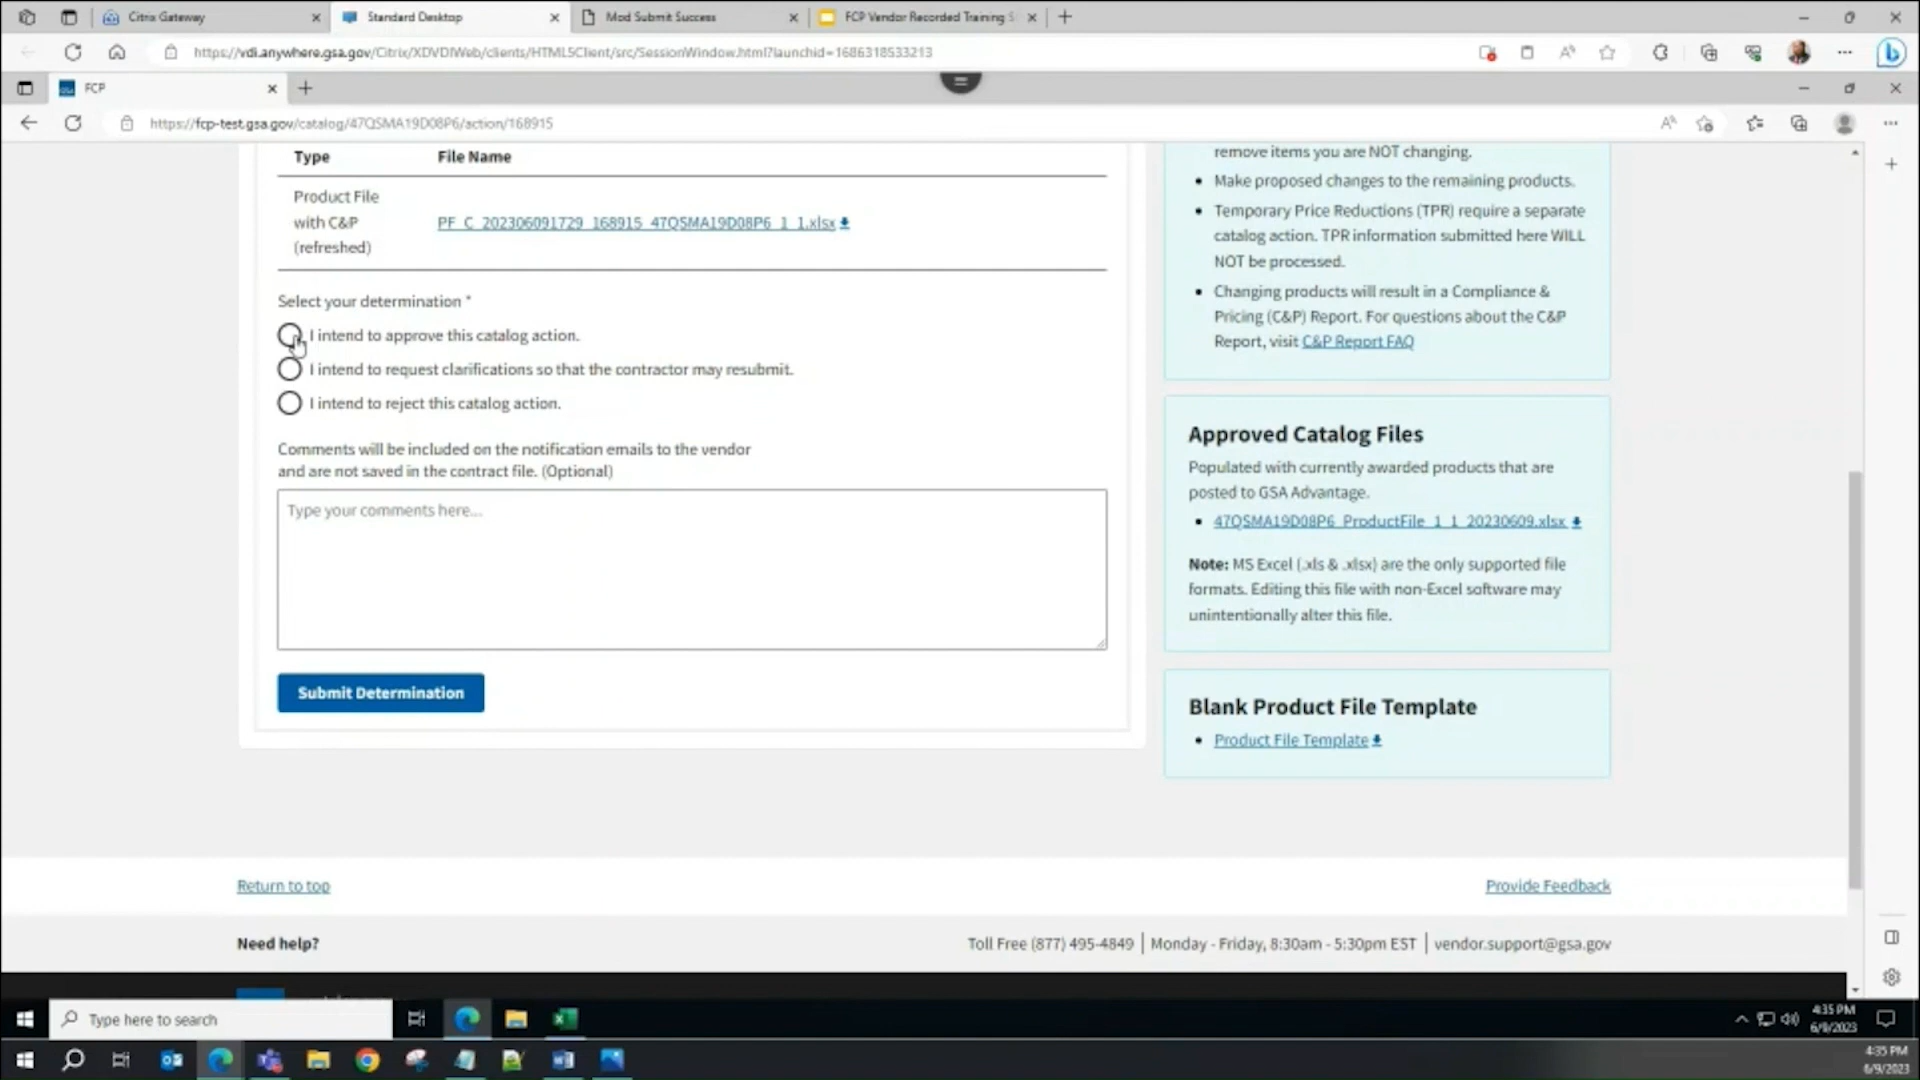 Citrix Gateway
Standard Desktop
Mod Submit Success
FCP Vendor Recorded Training S
https://vdi.anywhere.gsa.gov/Citrix/XDVDIWeb/clients/HTML5Client/src/SessionWindow.html?launchid=1686318533213
FCP
https://fcp-test.gsa.gov/catalog/47QSMA19D08P6/action/168915
Type File Name
Product File
with C&P
(refreshed)
PF_C_202306091729_168915_47QSMA19D08P6_1_1.xlsx
Select your determination *
I intend to approve this catalog action.
I intend to request clarifications so that the contractor may resubmit.
I intend to reject this catalog action.
Comments will be included on the notification emails to the vendor
and are not saved in the contract file. (Optional)
Type your comments here...
Submit Determination
remove items you are NOT changing.
• Make proposed changes to the remaining products.
• Temporary Price Reductions (TPR) require a separate
catalog action. TPR information submitted here WILL
NOT be processed.
• Changing products will result in a Compliance &
Pricing (C&P) Report. For questions about the C&P
Report, visit C&P Report FAQ
Approved Catalog Files
Populated with currently awarded products that are
posted to GSA Advantage.
• 47QSMA19D08P6_ProductFile_1_1_20230609.xlsx
Note: MS Excel (.xls & .xlsx) are the only supported file
formats. Editing this file with non-Excel software may
unintentionally alter this file.
Blank Product File Template
• Product File Template
Return to top
Provide Feedback
Need help?
Toll Free (877) 495-4849 | Monday - Friday, 8:30am - 5:30pm EST | vendor.support@gsa.gov
Type here to search
4:35 PM
6/9/2023
4:35 PM
6/9/2023